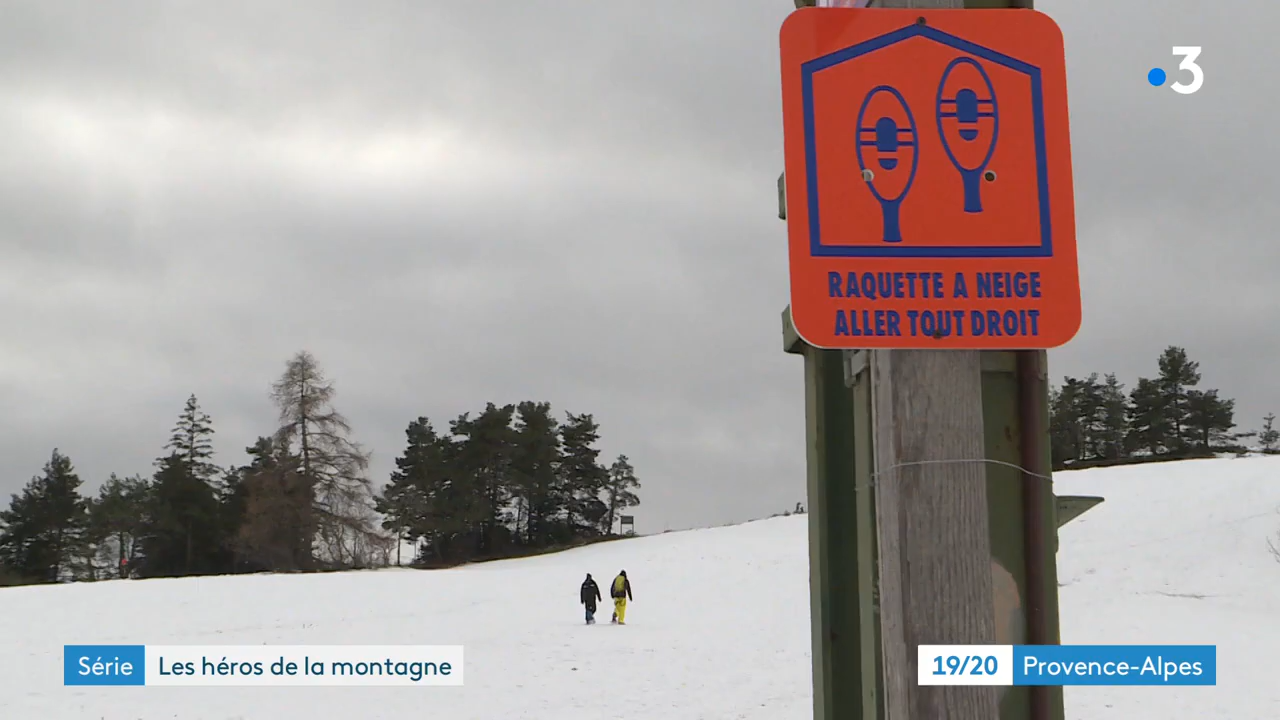 3
RAQUETTE A NEIGE
ALLER TOUT DROIT
Série Les héros de la montagne
19/20 Provence-Alpes